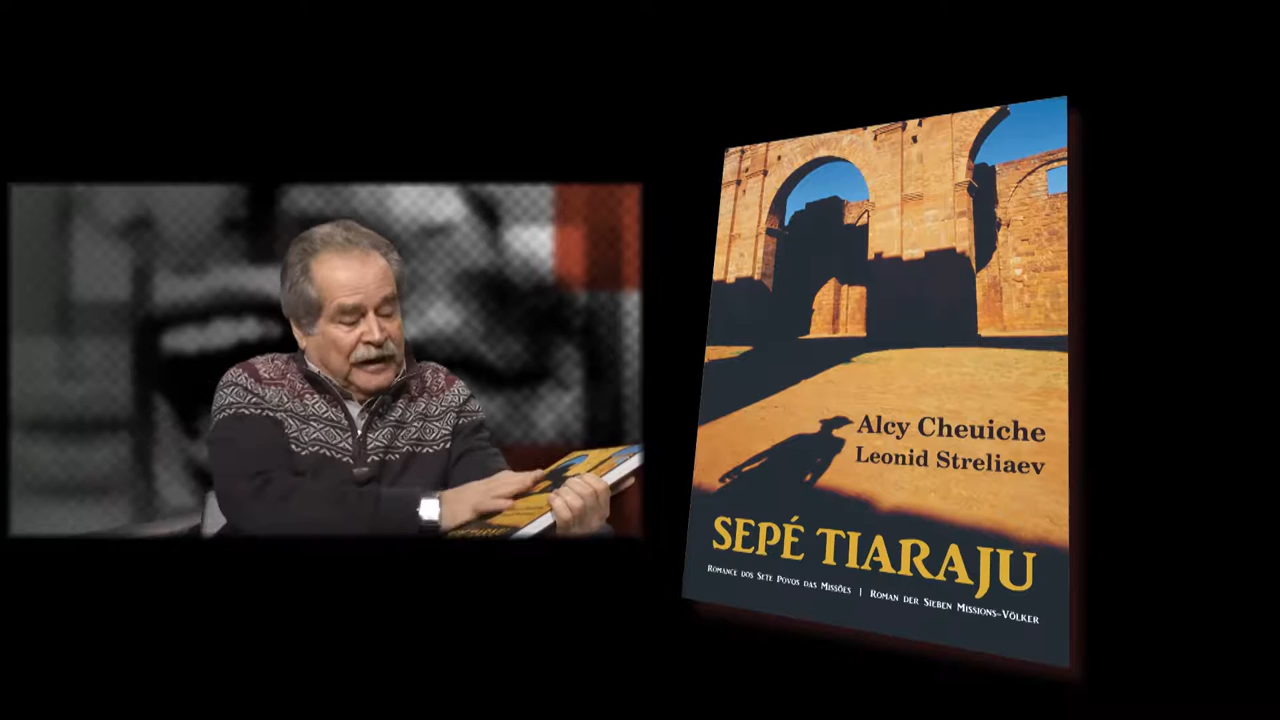 Alcy Cheuiche
Leonid Streliaev
SEPÉ TIARAJU
Romance dos Sete Povos das Missões | Roman der Sieben Missions-Völker